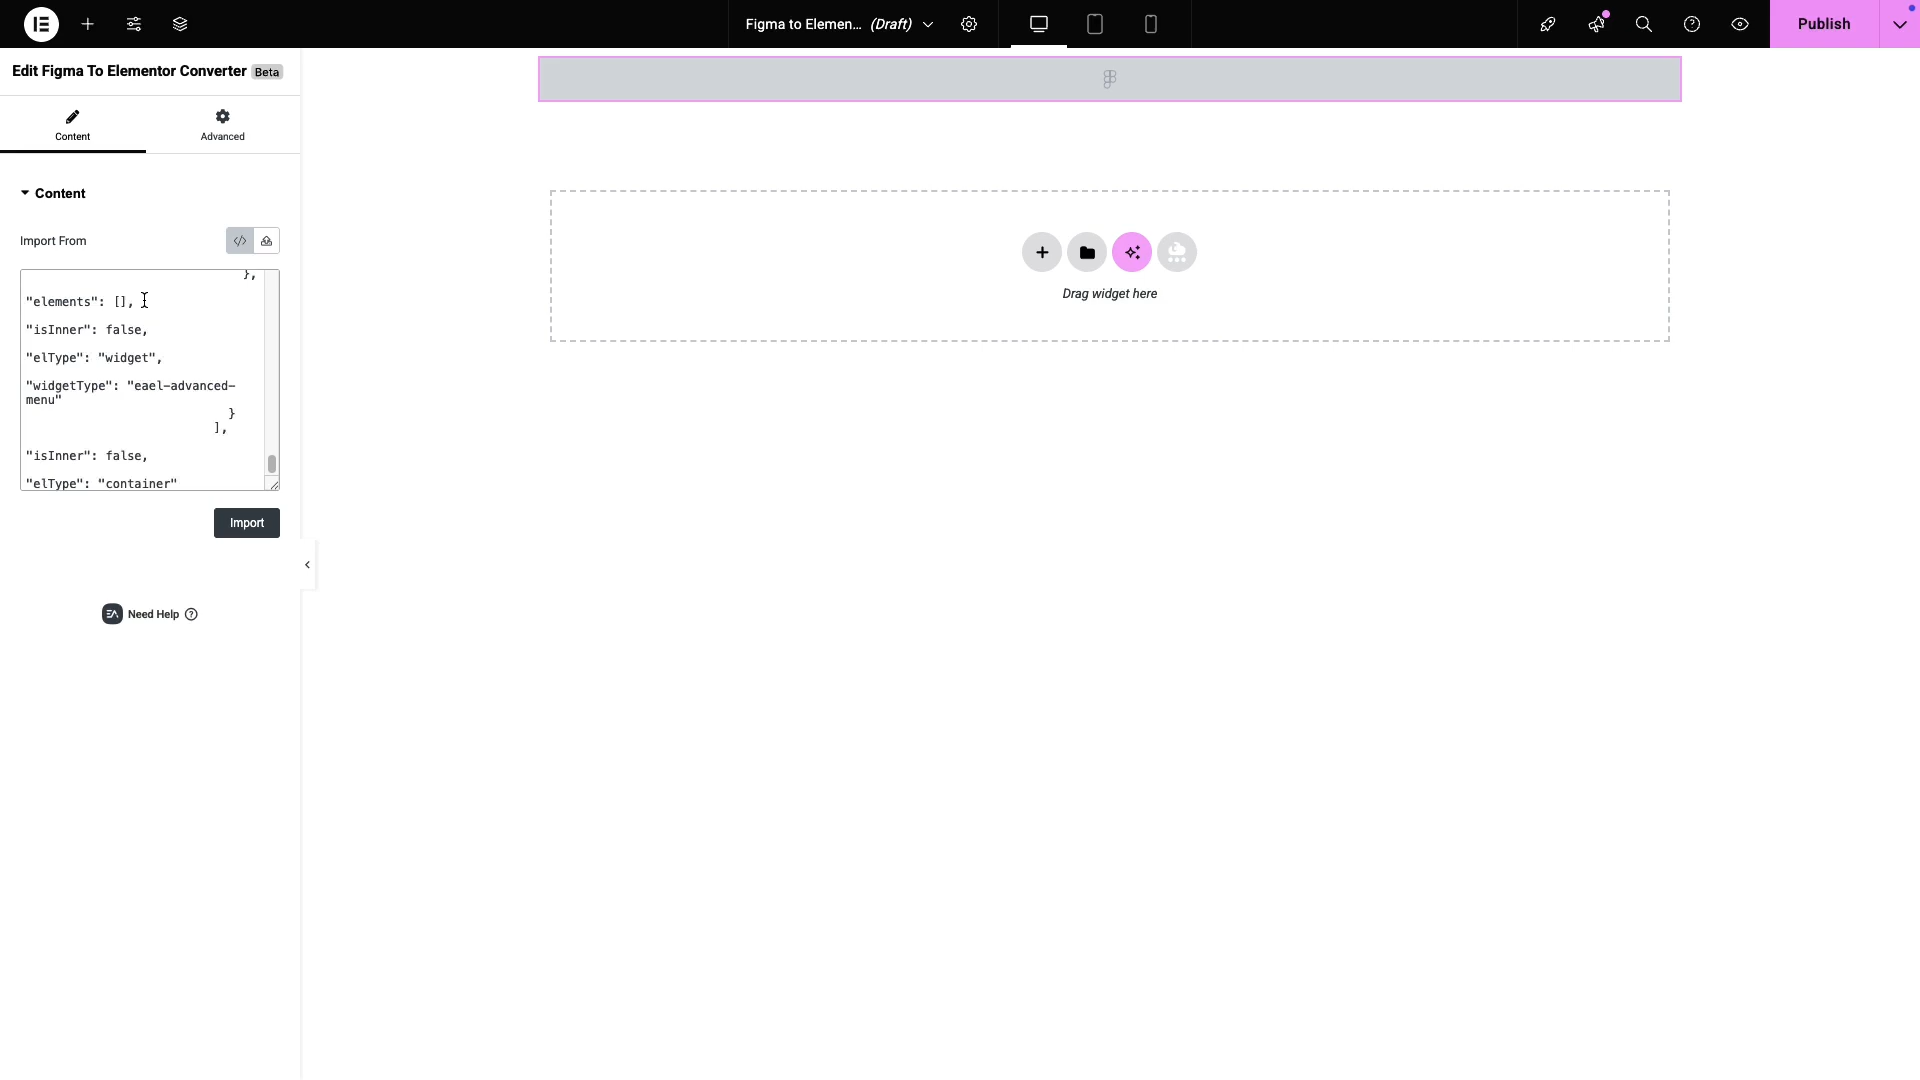 Figma to Elemen... (Draft)
Publish
Edit Figma To Elementor Converter Beta
Content
Advanced
Content
Import From
},
"elements": [],
"isInner": false,
"elType": "widget",
"widgetType": "eael-advanced-
menu"
}
],
"isInner": false,
"elType": "container"
Import
Need Help
Drag widget here